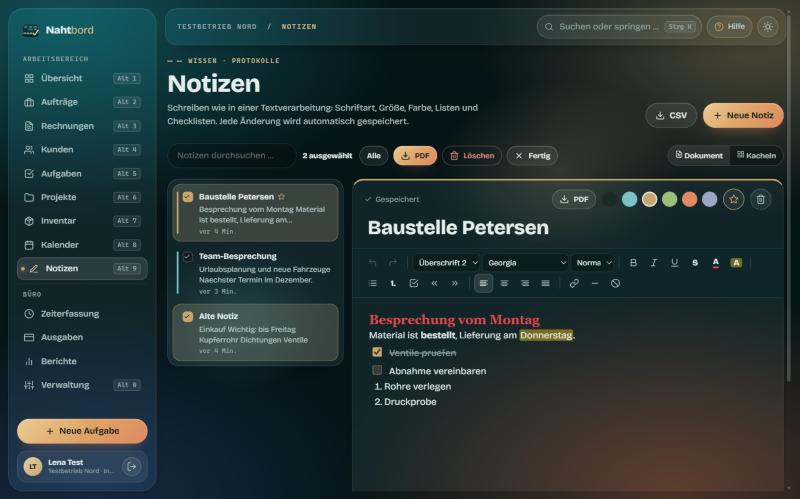 Nahtbord
TESTBETRIEB NORD / NOTIZEN
Suchen oder springen … Strg K
Hilfe
ARBEITSBEREICH
Übersicht Alt 1
Aufträge Alt 2
Rechnungen Alt 3
Kunden Alt 4
Aufgaben Alt 5
Projekte Alt 6
Inventar Alt 7
Kalender Alt 8
Notizen Alt 9
BÜRO
Zeiterfassung
Ausgaben
Berichte
Verwaltung Alt 0
+ Neue Aufgabe
LT
Lena Test
Testbetrieb Nord · In…
WISSEN · PROTOKOLLE
Notizen
Schreiben wie in einer Textverarbeitung: Schriftart, Größe, Farbe, Listen und
Checklisten. Jede Änderung wird automatisch gespeichert.
CSV
+ Neue Notiz
Notizen durchsuchen …
2 ausgewählt
Alle
PDF
Löschen
Fertig
Dokument
Kacheln
Baustelle Petersen
Besprechung vom Montag Material
ist bestellt, Lieferung am…
vor 4 Min.
Team-Besprechung
Urlaubsplanung und neue Fahrzeuge
Naechster Termin im Dezember.
vor 3 Min.
Alte Notiz
Einkauf Wichtig: bis Freitag
Kupferrohr Dichtungen Ventile
vor 4 Min.
Gespeichert
PDF
Baustelle Petersen
Überschrift 2
Georgia
Norma
B I U S A A
1.
Besprechung vom Montag
Material ist bestellt, Lieferung am Donnerstag.
Ventile pruefen
Abnahme vereinbaren
1. Rohre verlegen
2. Druckprobe